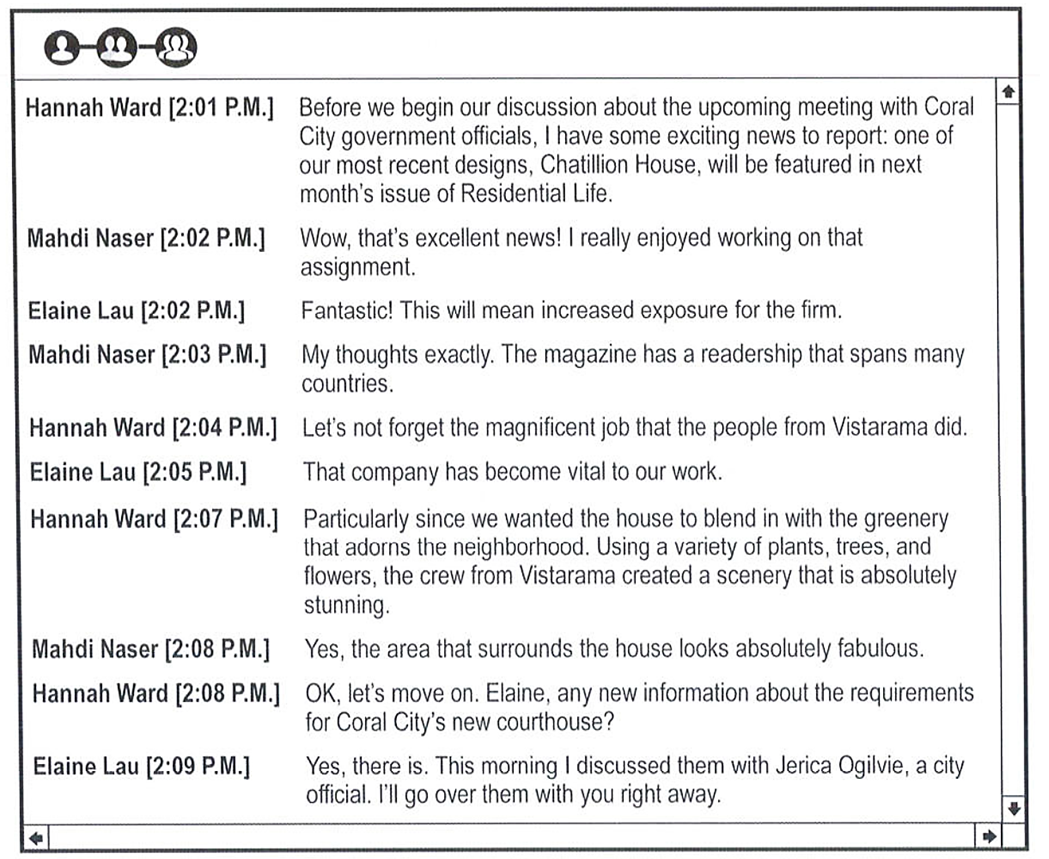 Hannah Ward [2:01 P.M.] Before we begin our discussion about the upcoming meeting with Coral
City government officials, I have some exciting news to report: one of
our most recent designs, Chatillion House, will be featured in next
month's issue of Residential Life.
Mahdi Naser [2:02 P.M.] Wow, that's excellent news! I really enjoyed working on that
assignment.
Elaine Lau [2:02 P.M.] Fantastic! This will mean increased exposure for the firm.
Mahdi Naser [2:03 P.M.] My thoughts exactly. The magazine has a readership that spans many
countries.
Hannah Ward [2:04 P.M.] Let's not forget the magnificent job that the people from Vistarama did.
Elaine Lau [2:05 P.M.] That company has become vital to our work.
Hannah Ward [2:07 P.M.] Particularly since we wanted the house to blend in with the greenery
that adorns the neighborhood. Using a variety of plants, trees, and
flowers, the crew from Vistarama created a scenery that is absolutely
stunning.
Mahdi Naser [2:08 P.M.] Yes, the area that surrounds the house looks absolutely fabulous.
Hannah Ward [2:08 P.M.] OK, let's move on. Elaine, any new information about the requirements
for Coral City's new courthouse?
Elaine Lau [2:09 P.M.] Yes, there is. This morning I discussed them with Jerica Ogilvie, a city
official. I'll go over them with you right away.